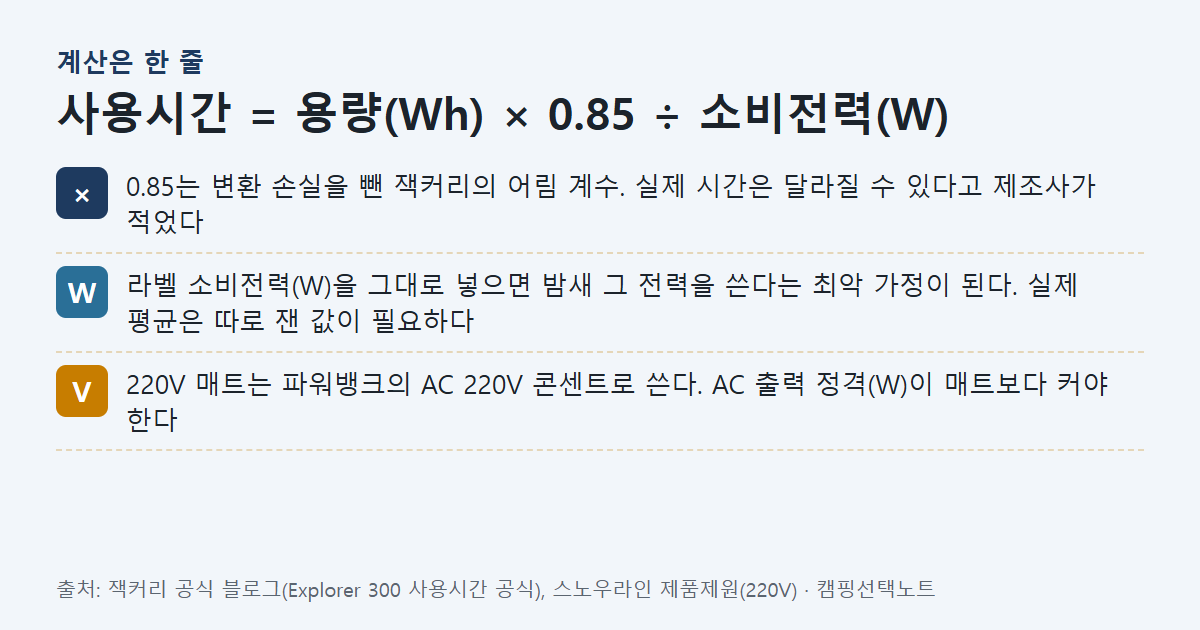 계산은 한 줄
사용시간 = 용량(Wh) × 0.85 ÷ 소비전력(W)
× 0.85는 변환 손실을 뺀 잭커리의 어림 계수. 실제 시간은 달라질 수 있다고 제조사가
적었다
W 라벨 소비전력(W)을 그대로 넣으면 밤새 그 전력을 쓴다는 최악 가정이 된다. 실제
평균은 따로 잰 값이 필요하다
V 220V 매트는 파워뱅크의 AC 220V 콘센트로 쓴다. AC 출력 정격(W)이 매트보다 커야
한다
출처: 잭커리 공식 블로그(Explorer 300 사용시간 공식), 스노우라인 제품제원(220V) · 캠핑선택노트